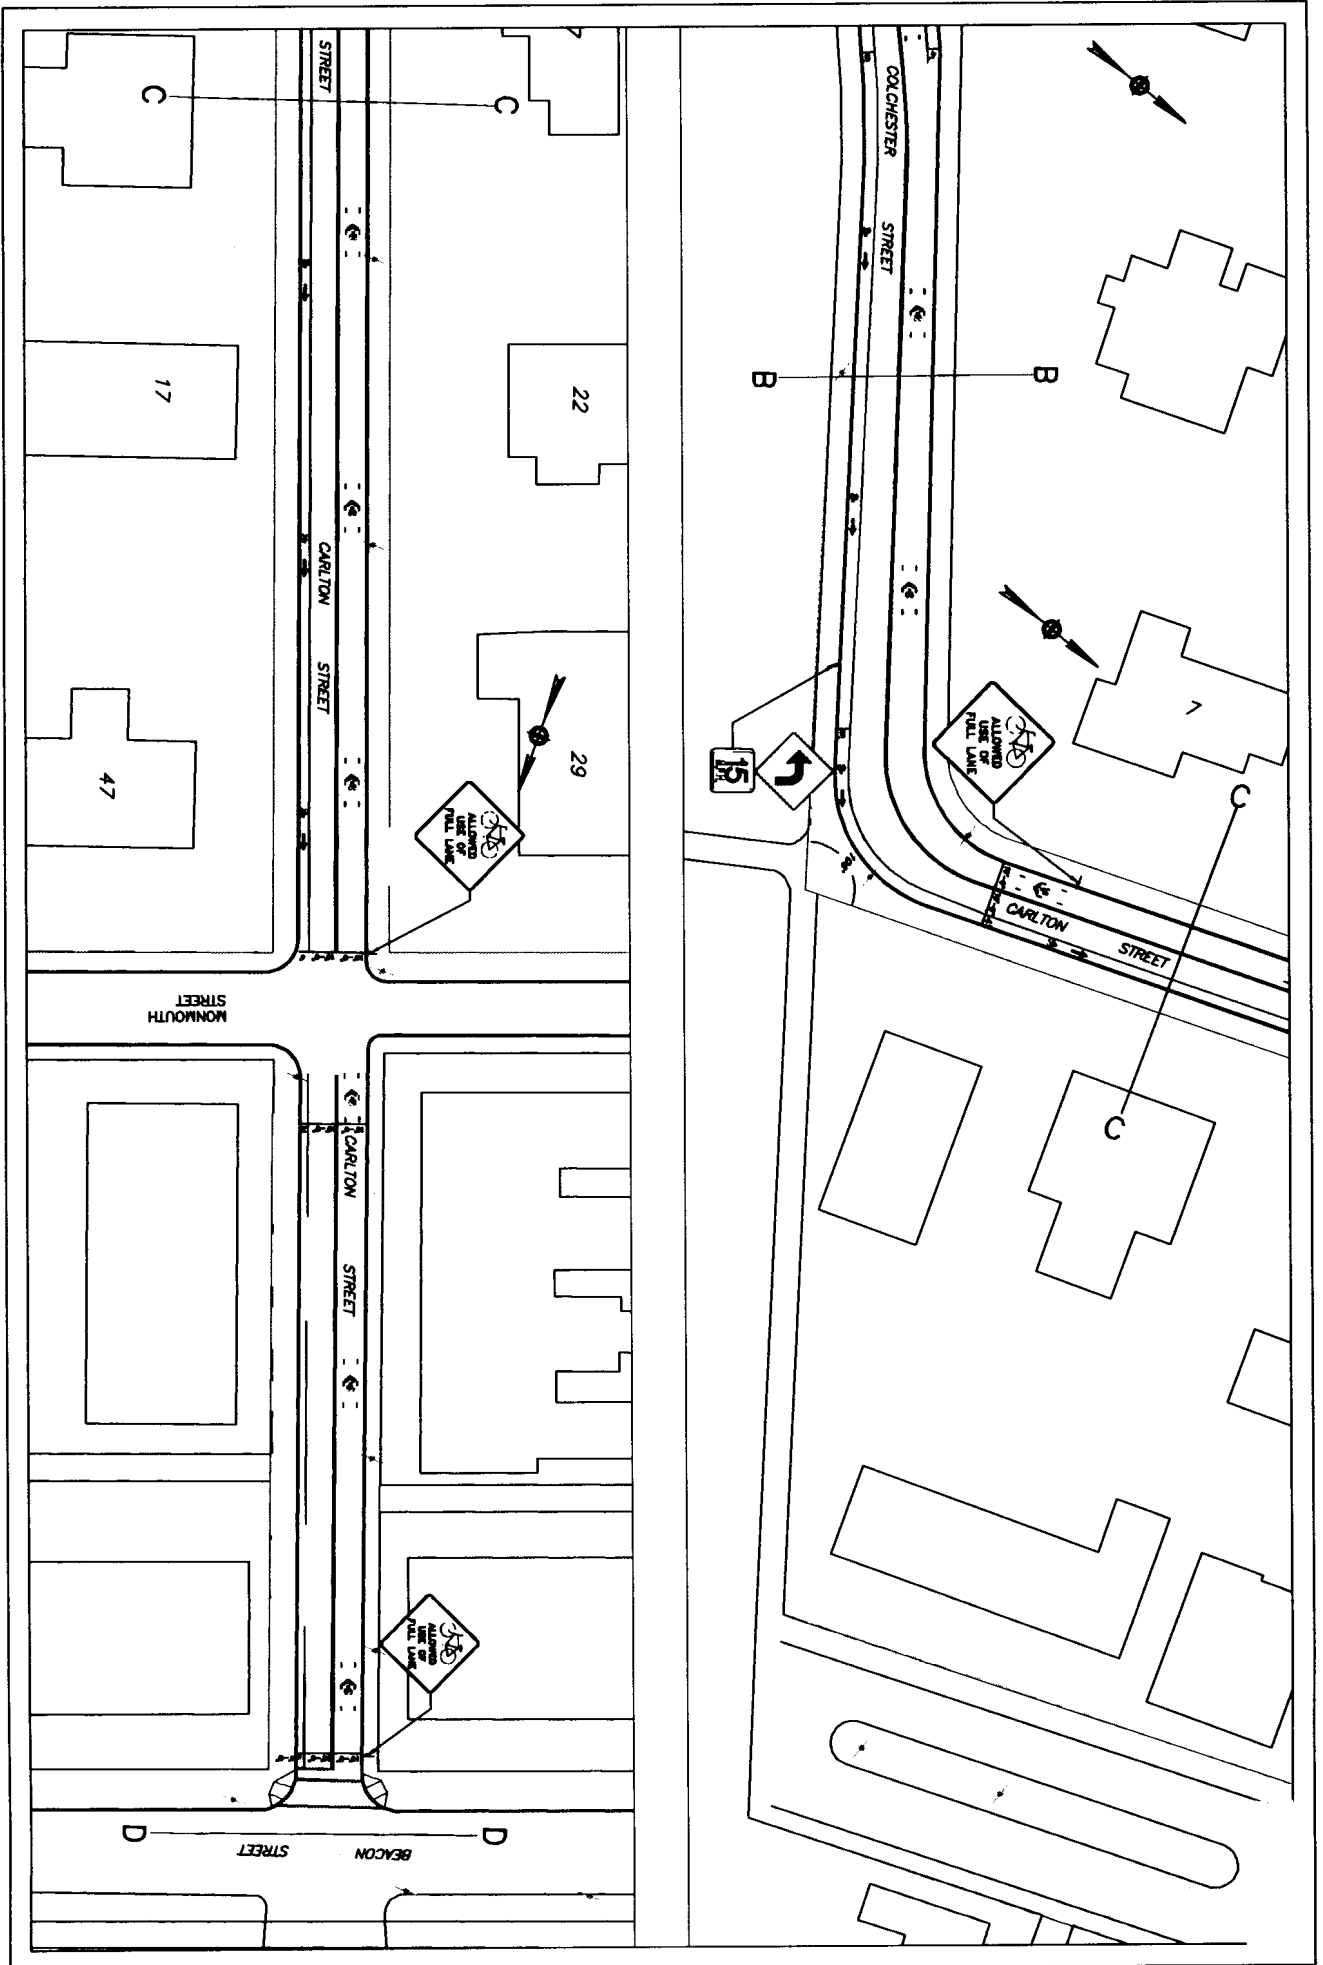 STREET
C
C
17
22
CARLTON
STREET
29
47
ALLOWED
USE OF
FULL LANE
MONMOUTH
STREET
CARLTON
STREET
ALLOWED
USE OF
FULL LANE
D
D
BEACON
STREET
COLCHESTER
STREET
B
B
7
ALLOWED
USE OF
FULL LANE
15
M.P.H.
C
CARLTON
STREET
C